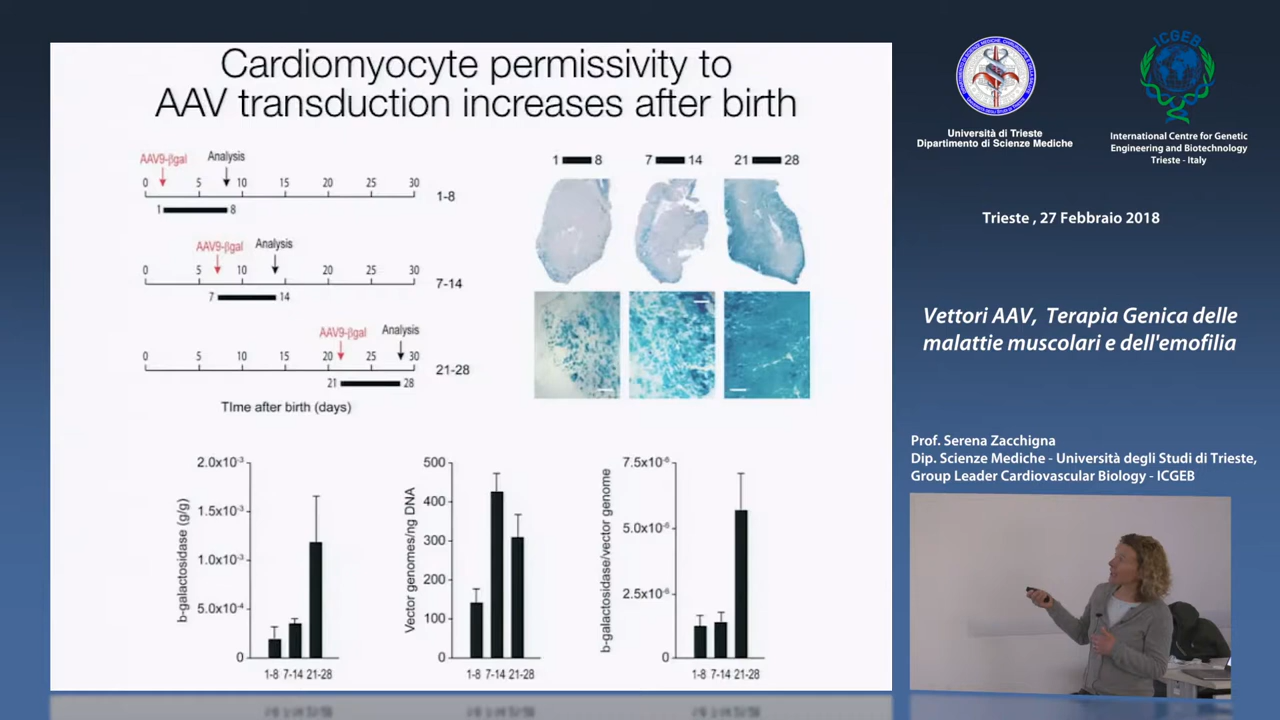 Cardiomyocyte permissivity to
AAV transduction increases after birth
AAV9-βgal
Analysis
0 5 10 15 20 25 30
1-8
1 8
AAV9-βgal
Analysis
0 5 10 15 20 25 30
7-14
7 14
AAV9-βgal
Analysis
0 5 10 15 20 25 30
21-28
21 28
TIme after birth (days)
1 8
7 14
21 28
b-galactosidase (g/g)
2.0x10⁻³
1.5x10⁻³
1.0x10⁻³
5.0x10⁻⁴
0
1-8 7-14 21-28
Vector genomes/ng DNA
500
400
300
200
100
0
1-8 7-14 21-28
b-galactosidase/vector genome
7.5x10⁻⁶
5.0x10⁻⁶
2.5x10⁻⁶
0
1-8 7-14 21-28
Università di Trieste
Dipartimento di Scienze Mediche
ICGEB
International Centre for Genetic
Engineering and Biotechnology
Trieste - Italy
Trieste , 27 Febbraio 2018
Vettori AAV, Terapia Genica delle
malattie muscolari e dell'emofilia
Prof. Serena Zacchigna
Dip. Scienze Mediche - Università degli Studi di Trieste,
Group Leader Cardiovascular Biology - ICGEB